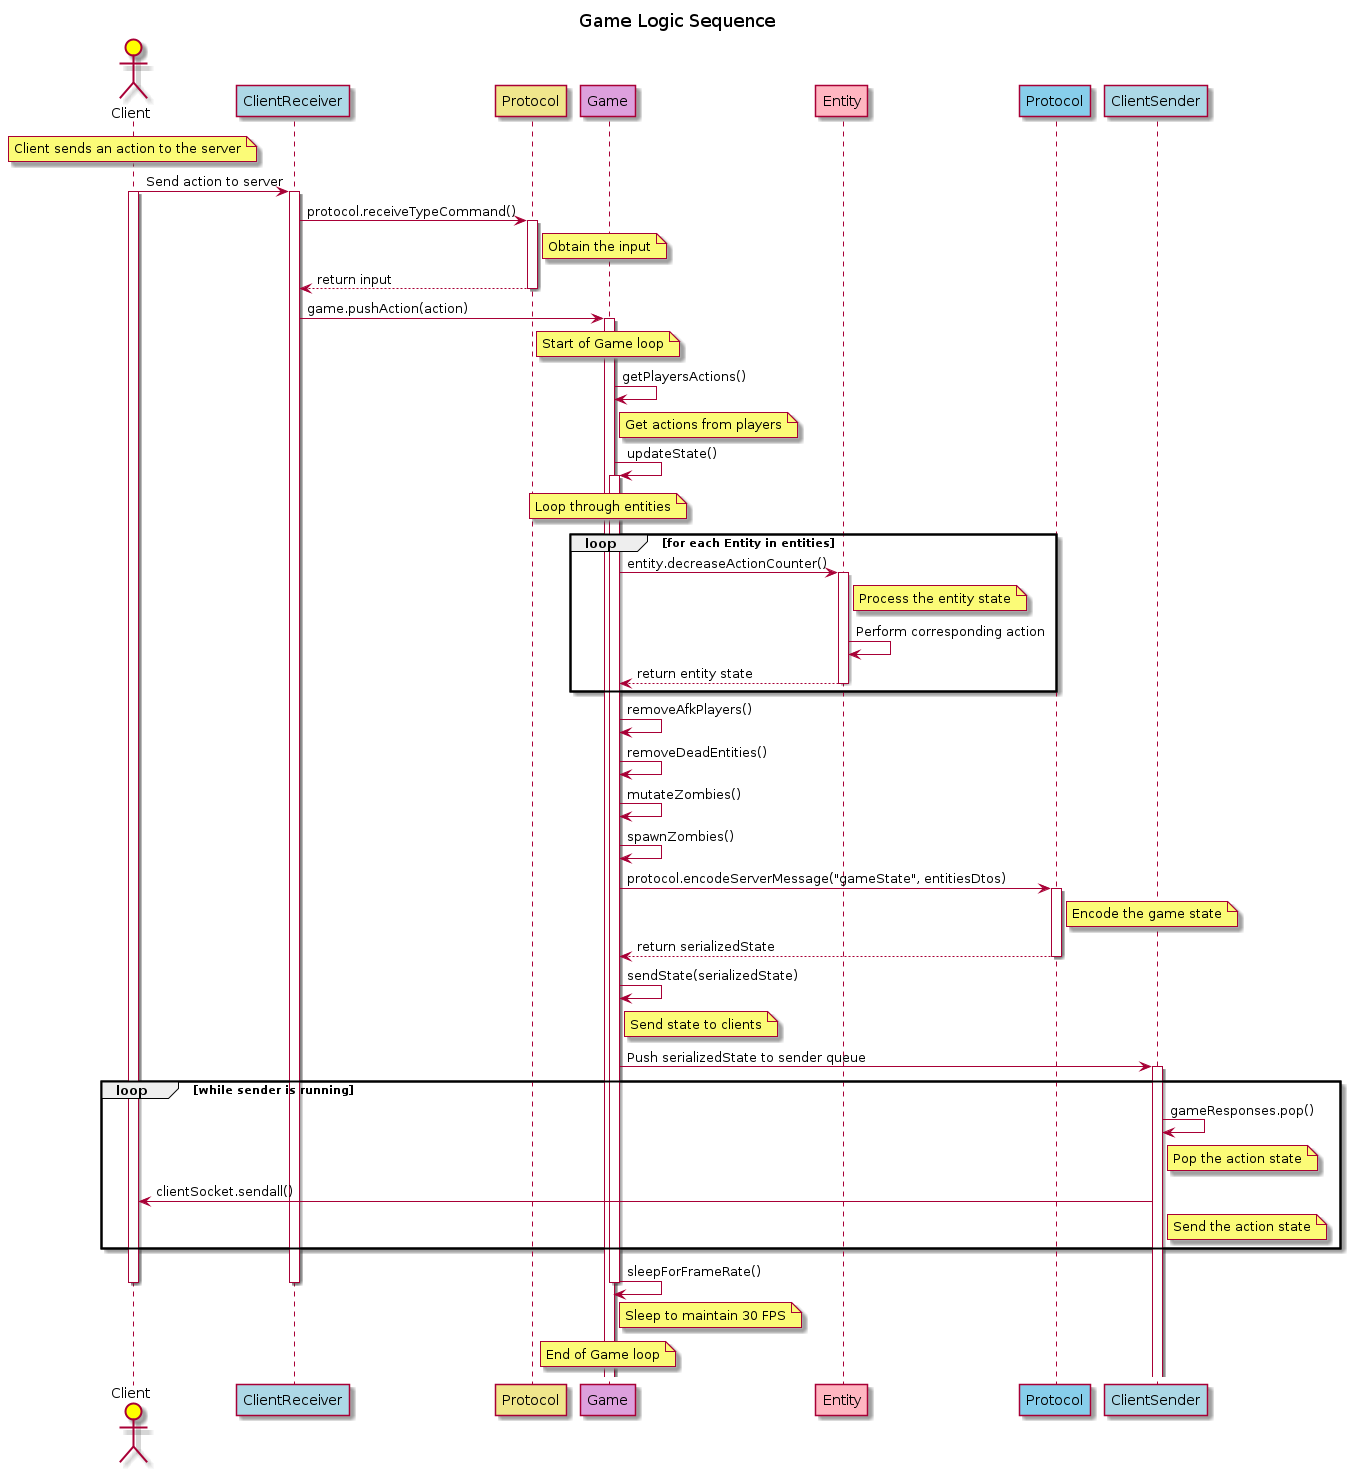 Game Logic Sequence
Client
ClientReceiver
Protocol
Game
Entity
Protocol
ClientSender
Client sends an action to the server
Send action to server
protocol.receiveTypeCommand()
Obtain the input
return input
game.pushAction(action)
Start of Game loop
getPlayersActions()
Get actions from players
updateState()
Loop through entities
loop [for each Entity in entities]
entity.decreaseActionCounter()
Process the entity state
Perform corresponding action
return entity state
removeAfkPlayers()
removeDeadEntities()
mutateZombies()
spawnZombies()
protocol.encodeServerMessage("gameState", entitiesDtos)
Encode the game state
return serializedState
sendState(serializedState)
Send state to clients
Push serializedState to sender queue
loop [while sender is running]
gameResponses.pop()
Pop the action state
clientSocket.sendall()
Send the action state
sleepForFrameRate()
Sleep to maintain 30 FPS
End of Game loop
Client
ClientReceiver
Protocol
Game
Entity
Protocol
ClientSender